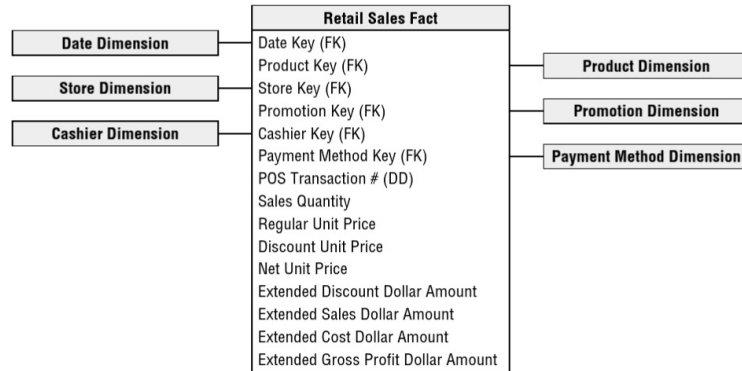 Retail Sales Fact
Date Dimension
Date Key (FK)
Product Key (FK)
Product Dimension
Store Dimension
Store Key (FK)
Promotion Key (FK)
Promotion Dimension
Cashier Dimension
Cashier Key (FK)
Payment Method Key (FK)
Payment Method Dimension
POS Transaction # (DD)
Sales Quantity
Regular Unit Price
Discount Unit Price
Net Unit Price
Extended Discount Dollar Amount
Extended Sales Dollar Amount
Extended Cost Dollar Amount
Extended Gross Profit Dollar Amount